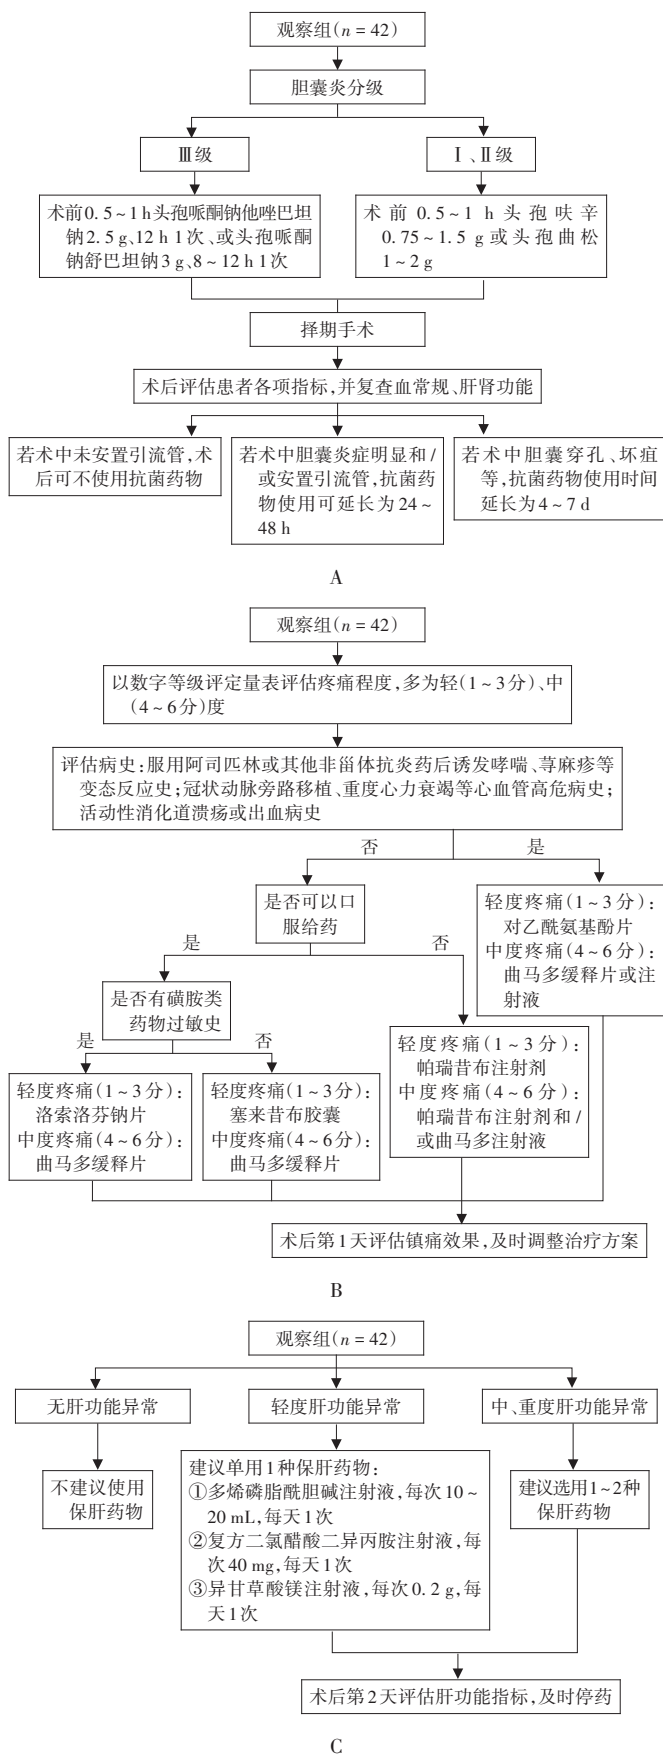 观察组(n = 42)
胆囊炎分级
Ⅲ级
Ⅰ、Ⅱ级
术前0.5~1 h头孢哌酮钠他唑巴坦
钠2.5 g、12 h 1次、或头孢哌酮
钠舒巴坦钠3 g、8~12 h 1次
术前 0.5~1 h 头孢呋辛
0.75~1.5 g或头孢曲松
1~2 g
择期手术
术后评估患者各项指标,并复查血常规、肝肾功能
若术中未安置引流管,术
后可不使用抗菌药物
若术中胆囊炎症明显和/
或安置引流管,抗菌药
物使用可延长为24~
48 h
若术中胆囊穿孔、坏疽
等,抗菌药物使用时间
延长为4~7 d
A
观察组(n = 42)
以数字等级评定量表评估疼痛程度,多为轻(1~3分)、中
(4~6分)度
评估病史:服用阿司匹林或其他非甾体抗炎药后诱发哮喘、荨麻疹等
变态反应史;冠状动脉旁路移植、重度心力衰竭等心血管高危病史;
活动性消化道溃疡或出血病史
否
是
是否可以口
服给药
轻度疼痛(1~3分):
对乙酰氨基酚片
中度疼痛(4~6分):
曲马多缓释片或注
射液
是
否
是否有磺胺类
药物过敏史
是
否
轻度疼痛(1~3分):
帕瑞昔布注射剂
中度疼痛(4~6分):
帕瑞昔布注射剂和/
或曲马多注射液
轻度疼痛(1~3分):
洛索洛芬钠片
中度疼痛(4~6分):
曲马多缓释片
轻度疼痛(1~3分):
塞来昔布胶囊
中度疼痛(4~6分):
曲马多缓释片
术后第1天评估镇痛效果,及时调整治疗方案
B
观察组(n = 42)
无肝功能异常
轻度肝功能异常
中、重度肝功能异常
不建议使用
保肝药物
建议单用1种保肝药物:
①多烯磷脂酰胆碱注射液,每次10~
20 mL,每天1次
②复方二氯醋酸二异丙胺注射液,每
次40 mg,每天1次
③异甘草酸镁注射液,每次0.2 g,每
天1次
建议选用1~2种
保肝药物
术后第2天评估肝功能指标,及时停药
C